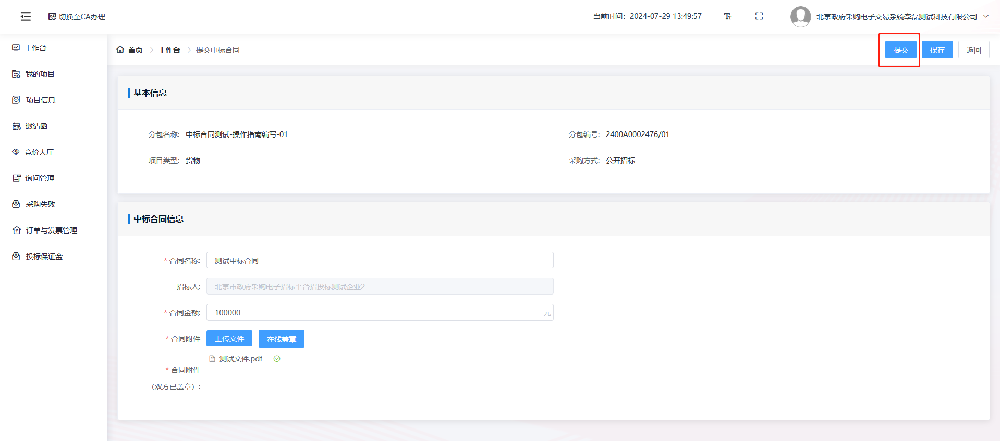 切换至CA办理
当前时间：2024-07-29 13:49:57
北京政府采购电子交易系统李磊测试科技有限公司
工作台
我的项目
项目信息
邀请函
竞价大厅
询问管理
采购失败
订单与发票管理
投标保证金
首页 > 工作台 > 提交中标合同
提交 保存 返回
基本信息
分包名称: 中标合同测试-操作指南编写-01 分包编号: 2400A0002476/01
项目类型: 货物 采购方式: 公开招标
中标合同信息
* 合同名称: 测试中标合同
招标人: 北京市政府采购电子招标平台招投标测试企业2
* 合同金额: 100000 元
* 合同附件 上传文件 在线盖章
测试文件.pdf
* 合同附件
（双方已盖章）: